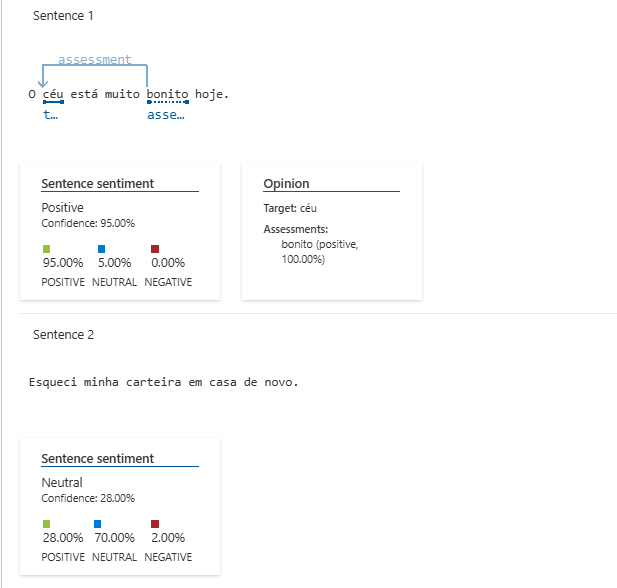 Sentence 1
assessment
O céu está muito bonito hoje.
t... asse...
Sentence sentiment
Positive
Confidence: 95.00%
95.00% 5.00% 0.00%
POSITIVE NEUTRAL NEGATIVE
Opinion
Target: céu
Assessments:
bonito (positive,
100.00%)
Sentence 2
Esqueci minha carteira em casa de novo.
Sentence sentiment
Neutral
Confidence: 28.00%
28.00% 70.00% 2.00%
POSITIVE NEUTRAL NEGATIVE